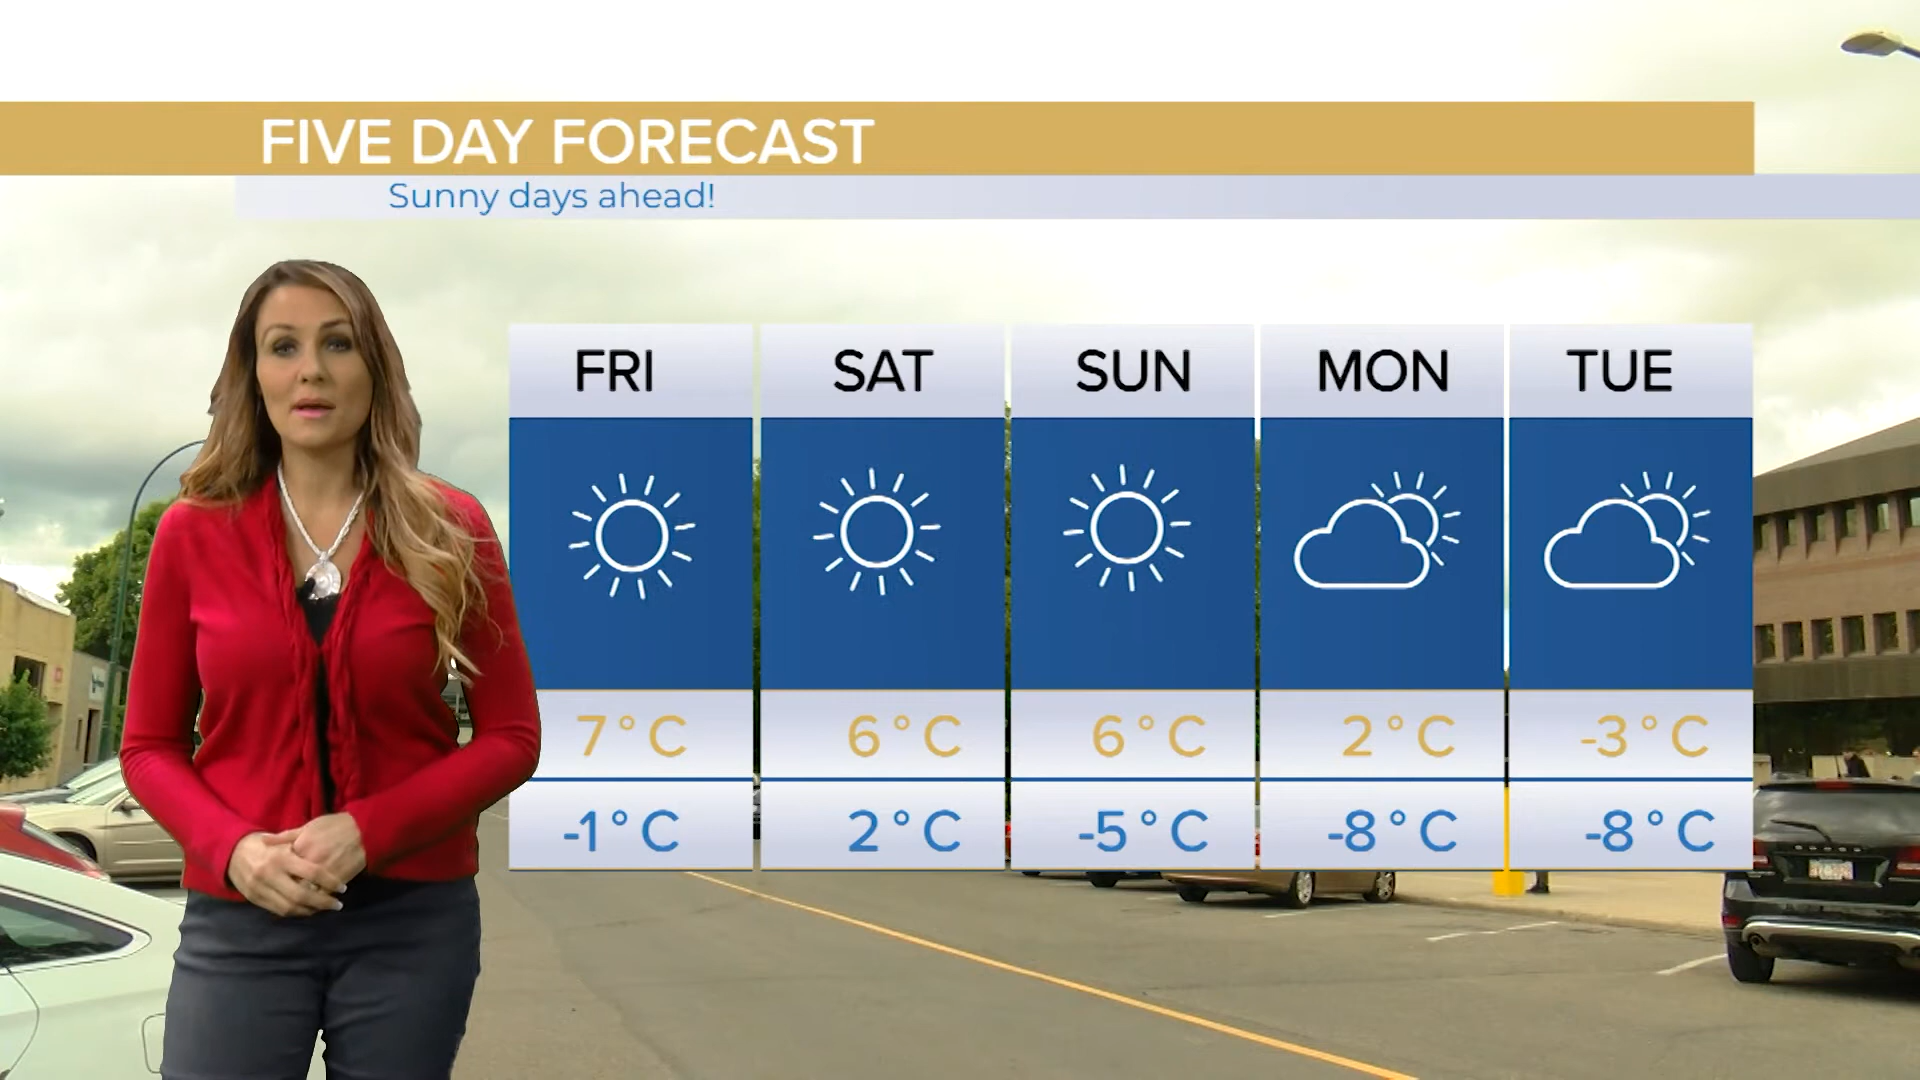 FIVE DAY FORECAST
Sunny days ahead!
FRI SAT SUN MON TUE
7°C 6°C 6°C 2°C -3°C
-1°C 2°C -5°C -8°C -8°C